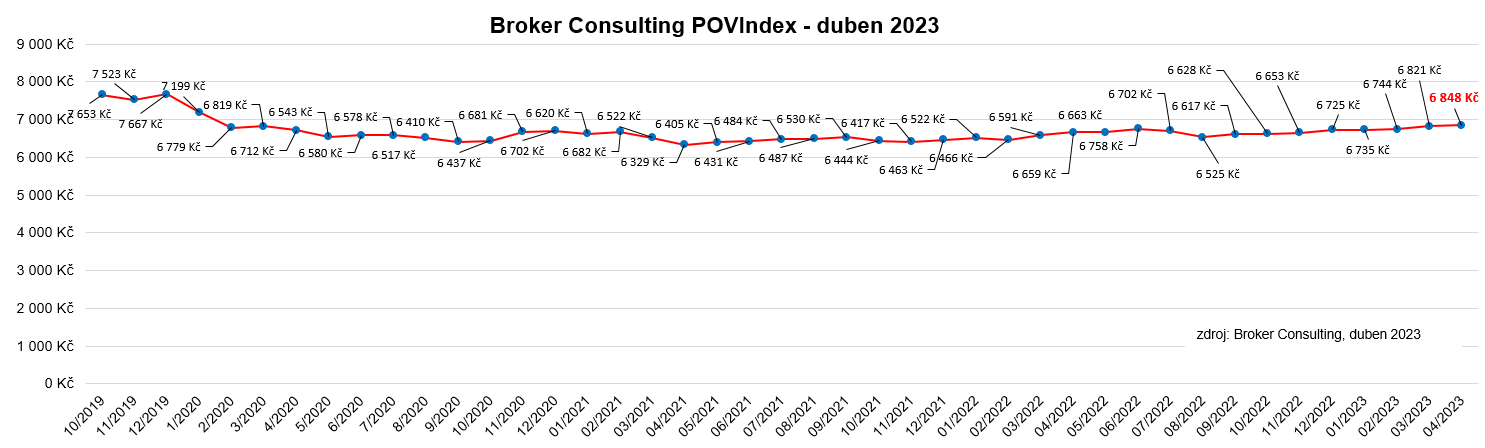 Broker Consulting POVIndex - duben 2023
9 000 Kč
8 000 Kč
7 000 Kč
6 000 Kč
5 000 Kč
4 000 Kč
3 000 Kč
2 000 Kč
1 000 Kč
0 Kč
7 653 Kč
7 523 Kč
7 667 Kč
7 199 Kč
6 779 Kč
6 819 Kč
6 712 Kč
6 543 Kč
6 580 Kč
6 578 Kč
6 517 Kč
6 410 Kč
6 437 Kč
6 681 Kč
6 702 Kč
6 620 Kč
6 682 Kč
6 522 Kč
6 329 Kč
6 405 Kč
6 431 Kč
6 484 Kč
6 487 Kč
6 530 Kč
6 444 Kč
6 417 Kč
6 463 Kč
6 522 Kč
6 466 Kč
6 591 Kč
6 659 Kč
6 663 Kč
6 758 Kč
6 702 Kč
6 525 Kč
6 617 Kč
6 628 Kč
6 653 Kč
6 725 Kč
6 735 Kč
6 744 Kč
6 821 Kč
6 848 Kč
zdroj: Broker Consulting, duben 2023
10/2019
11/2019
12/2019
1/2020
2/2020
3/2020
4/2020
5/2020
6/2020
7/2020
8/2020
9/2020
10/2020
11/2020
12/2020
01/2021
02/2021
03/2021
04/2021
05/2021
06/2021
07/2021
08/2021
09/2021
10/2021
11/2021
12/2021
01/2022
02/2022
03/2022
04/2022
05/2022
06/2022
07/2022
08/2022
09/2022
10/2022
11/2022
12/2022
01/2023
02/2023
03/2023
04/2023